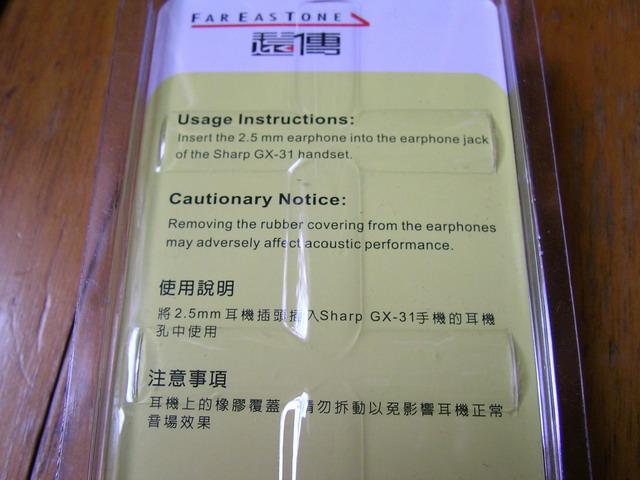 FAREASTONE
遠傳
Usage Instructions:
Insert the 2.5 mm earphone into the earphone jack
of the Sharp GX-31 handset.
Cautionary Notice:
Removing the rubber covering from the earphones
may adversely affect acoustic performance.
使用說明
將2.5mm耳機插頭插入Sharp GX-31手機的耳機
孔中使用
注意事項
耳機上的橡膠覆蓋 請勿拆動以免影響耳機正常
音場效果